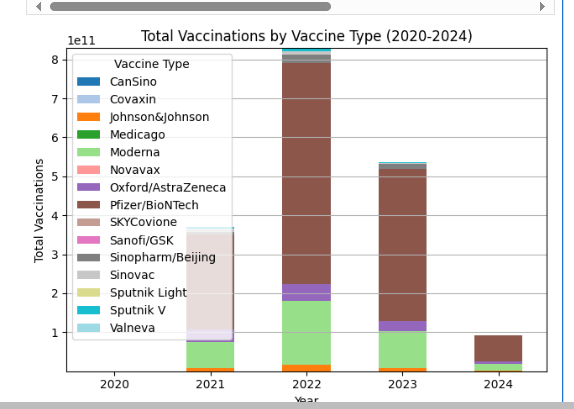 Total Vaccinations by Vaccine Type (2020-2024)
1e11
8
7
6
5
4
3
2
1
Total Vaccinations
Vaccine Type
CanSino
Covaxin
Johnson&Johnson
Medicago
Moderna
Novavax
Oxford/AstraZeneca
Pfizer/BioNTech
SKYCovione
Sanofi/GSK
Sinopharm/Beijing
Sinovac
Sputnik Light
Sputnik V
Valneva
2020 2021 2022 2023 2024
Year